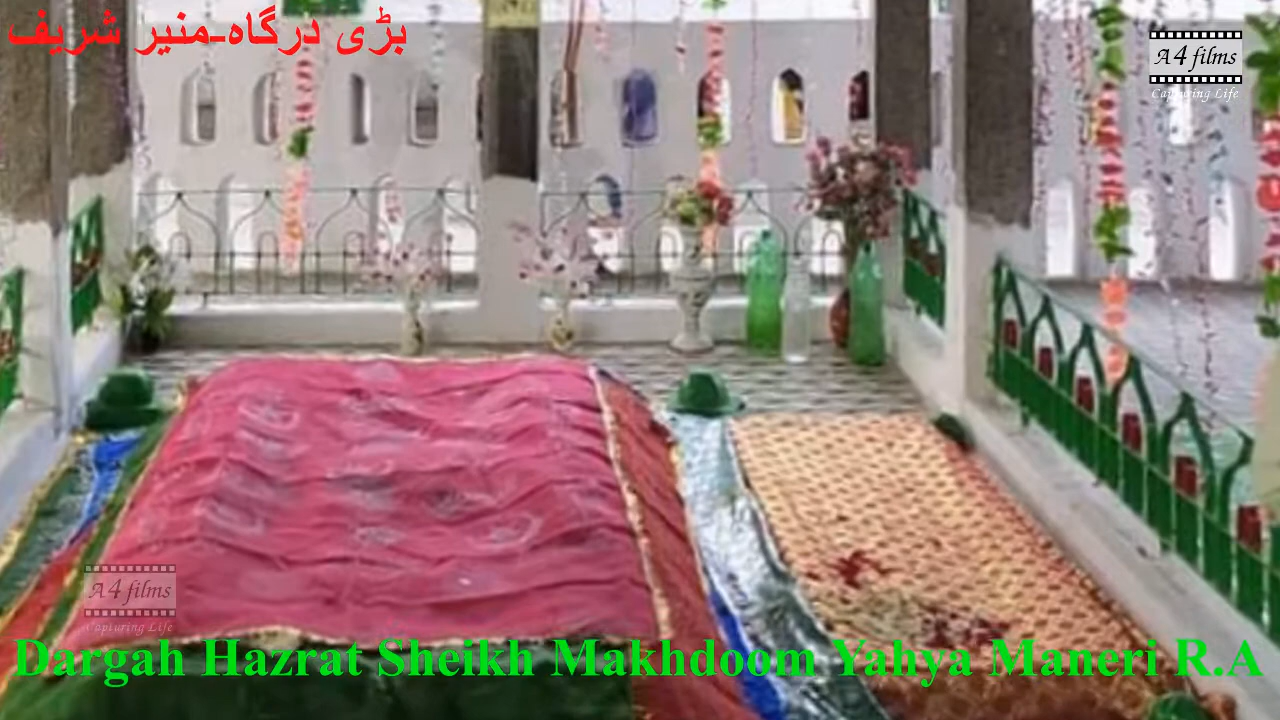 بڑی درگاہ-منیر شریف
A4 films
Capturing Life
A4 films
Capturing Life
Dargah Hazrat Sheikh Makhdoom Yahya Maneri R.A